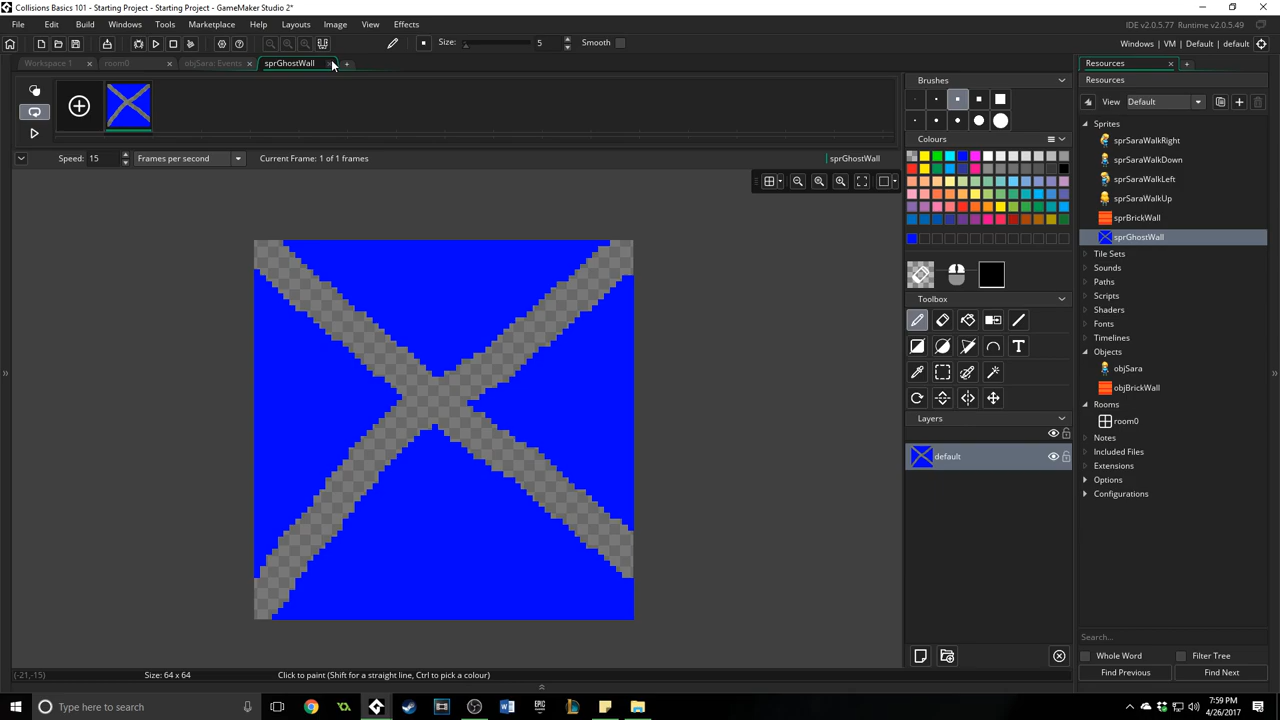 Collisions Basics 101 - Starting Project - Starting Project - GameMaker Studio 2*
File Edit Build Windows Tools Marketplace Help Layouts Image View Effects
IDE v2.0.5.77 Runtime v2.0.5.49
Size: 5 Smooth
Windows | VM | Default | default
Workspace 1 room0 objSara: Events sprGhostWall
Resources
Resources
View Default
Sprites
sprSaraWalkRight
sprSaraWalkDown
sprSaraWalkLeft
sprSaraWalkUp
sprBrickWall
sprGhostWall
Tile Sets
Sounds
Paths
Scripts
Shaders
Fonts
Timelines
Objects
objSara
objBrickWall
Rooms
room0
Notes
Included Files
Extensions
Options
Configurations
Search...
Whole Word Filter Tree
Find Previous Find Next
Brushes
Colours
Toolbox
T
Layers
default
Speed: 15 Frames per second Current Frame: 1 of 1 frames sprGhostWall
(-21,-15) Size: 64 x 64 Click to paint (Shift for a straight line, Ctrl to pick a colour)
Type here to search
EPIC
GAMES
7:59 PM
4/26/2017